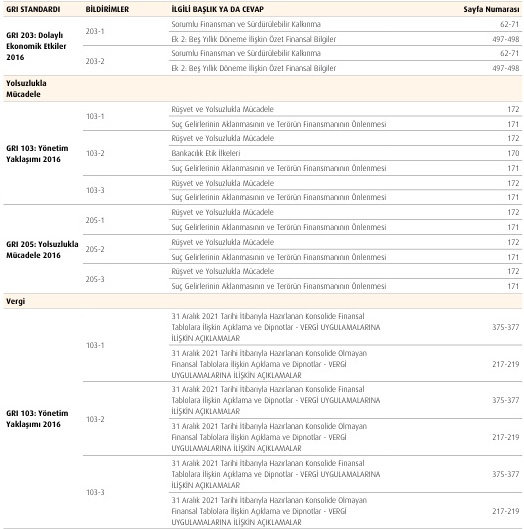 GRI STANDARDI BİLDİRİMLER İLGİLİ BAŞLIK YA DA CEVAP Sayfa Numarası
GRI 203: Dolaylı
Ekonomik Etkiler
2016
203-1
Sorumlu Finansman ve Sürdürülebilir Kalkınma 62-71
Ek 2: Beş Yıllık Döneme İlişkin Özet Finansal Bilgiler 497-498
203-2
Sorumlu Finansman ve Sürdürülebilir Kalkınma 62-71
Ek 2: Beş Yıllık Döneme İlişkin Özet Finansal Bilgiler 497-498
Yolsuzlukla
Mücadele
GRI 103: Yönetim
Yaklaşımı 2016
103-1
Rüşvet ve Yolsuzlukla Mücadele 172
Suç Gelirlerinin Aklanmasının ve Terörün Finansmanının Önlenmesi 171
103-2
Rüşvet ve Yolsuzlukla Mücadele 172
Bankacılık Etik İlkeleri 170
Suç Gelirlerinin Aklanmasının ve Terörün Finansmanının Önlenmesi 171
103-3
Rüşvet ve Yolsuzlukla Mücadele 172
Suç Gelirlerinin Aklanmasının ve Terörün Finansmanının Önlenmesi 171
GRI 205: Yolsuzlukla
Mücadele 2016
205-1
Rüşvet ve Yolsuzlukla Mücadele 172
Suç Gelirlerinin Aklanmasının ve Terörün Finansmanının Önlenmesi 171
205-2
Rüşvet ve Yolsuzlukla Mücadele 172
Suç Gelirlerinin Aklanmasının ve Terörün Finansmanının Önlenmesi 171
205-3
Rüşvet ve Yolsuzlukla Mücadele 172
Suç Gelirlerinin Aklanmasının ve Terörün Finansmanının Önlenmesi 171
Vergi
GRI 103: Yönetim
Yaklaşımı 2016
103-1
31 Aralık 2021 Tarihi İtibarıyla Hazırlanan Konsolide Finansal
Tablolara İlişkin Açıklama ve Dipnotlar - VERGİ UYGULAMALARINA 375-377
İLİŞKİN AÇIKLAMALAR
31 Aralık 2021 Tarihi İtibarıyla Hazırlanan Konsolide Olmayan
Finansal Tablolara İlişkin Açıklama ve Dipnotlar - VERGİ 217-219
UYGULAMALARINA İLİŞKİN AÇIKLAMALAR
103-2
31 Aralık 2021 Tarihi İtibarıyla Hazırlanan Konsolide Finansal
Tablolara İlişkin Açıklama ve Dipnotlar - VERGİ UYGULAMALARINA 375-377
İLİŞKİN AÇIKLAMALAR
31 Aralık 2021 Tarihi İtibarıyla Hazırlanan Konsolide Olmayan
Finansal Tablolara İlişkin Açıklama ve Dipnotlar - VERGİ 217-219
UYGULAMALARINA İLİŞKİN AÇIKLAMALAR
103-3
31 Aralık 2021 Tarihi İtibarıyla Hazırlanan Konsolide Finansal
Tablolara İlişkin Açıklama ve Dipnotlar - VERGİ UYGULAMALARINA 375-377
İLİŞKİN AÇIKLAMALAR
31 Aralık 2021 Tarihi İtibarıyla Hazırlanan Konsolide Olmayan
Finansal Tablolara İlişkin Açıklama ve Dipnotlar - VERGİ 217-219
UYGULAMALARINA İLİŞKİN AÇIKLAMALAR